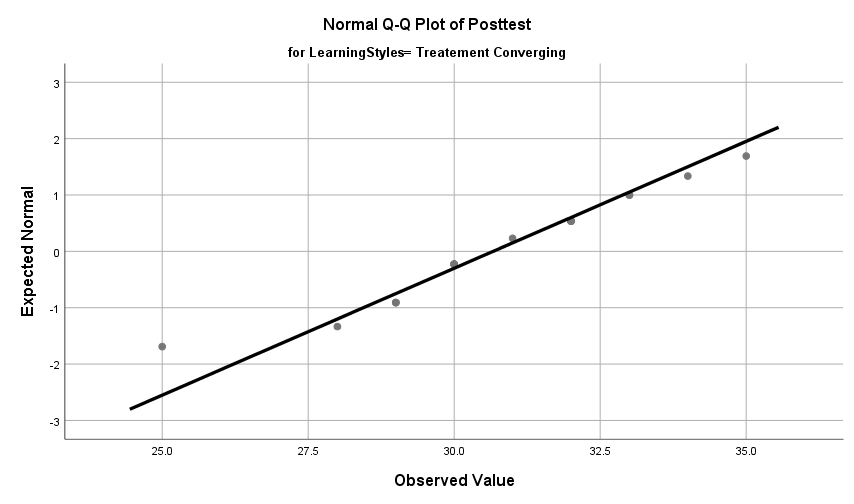 Normal Q-Q Plot of Posttest
for LearningStyles= Treatement Converging
3
2
1
0
-1
-2
-3
Expected Normal
25.0 27.5 30.0 32.5 35.0
Observed Value